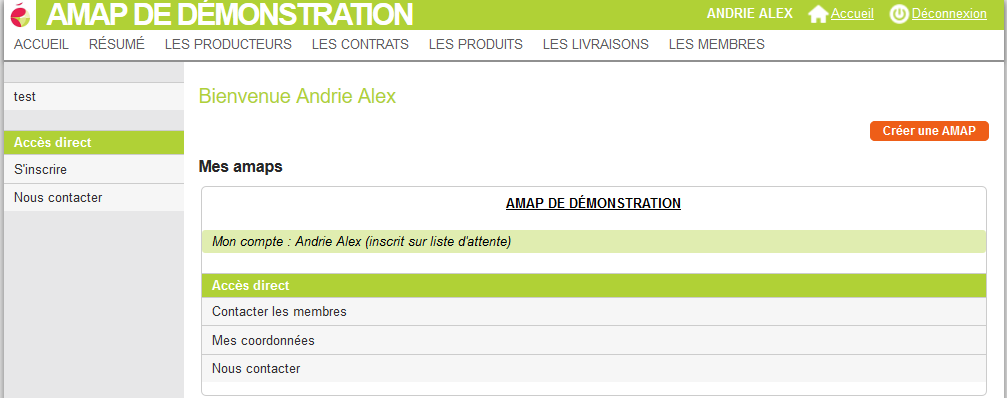 AMAP DE DÉMONSTRATION
ANDRIE ALEX Accueil Déconnexion
ACCUEIL RÉSUMÉ LES PRODUCTEURS LES CONTRATS LES PRODUITS LES LIVRAISONS LES MEMBRES
test
Accès direct
S'inscrire
Nous contacter
Bienvenue Andrie Alex
Créer une AMAP
Mes amaps
AMAP DE DÉMONSTRATION
Mon compte : Andrie Alex (inscrit sur liste d'attente)
Accès direct
Contacter les membres
Mes coordonnées
Nous contacter